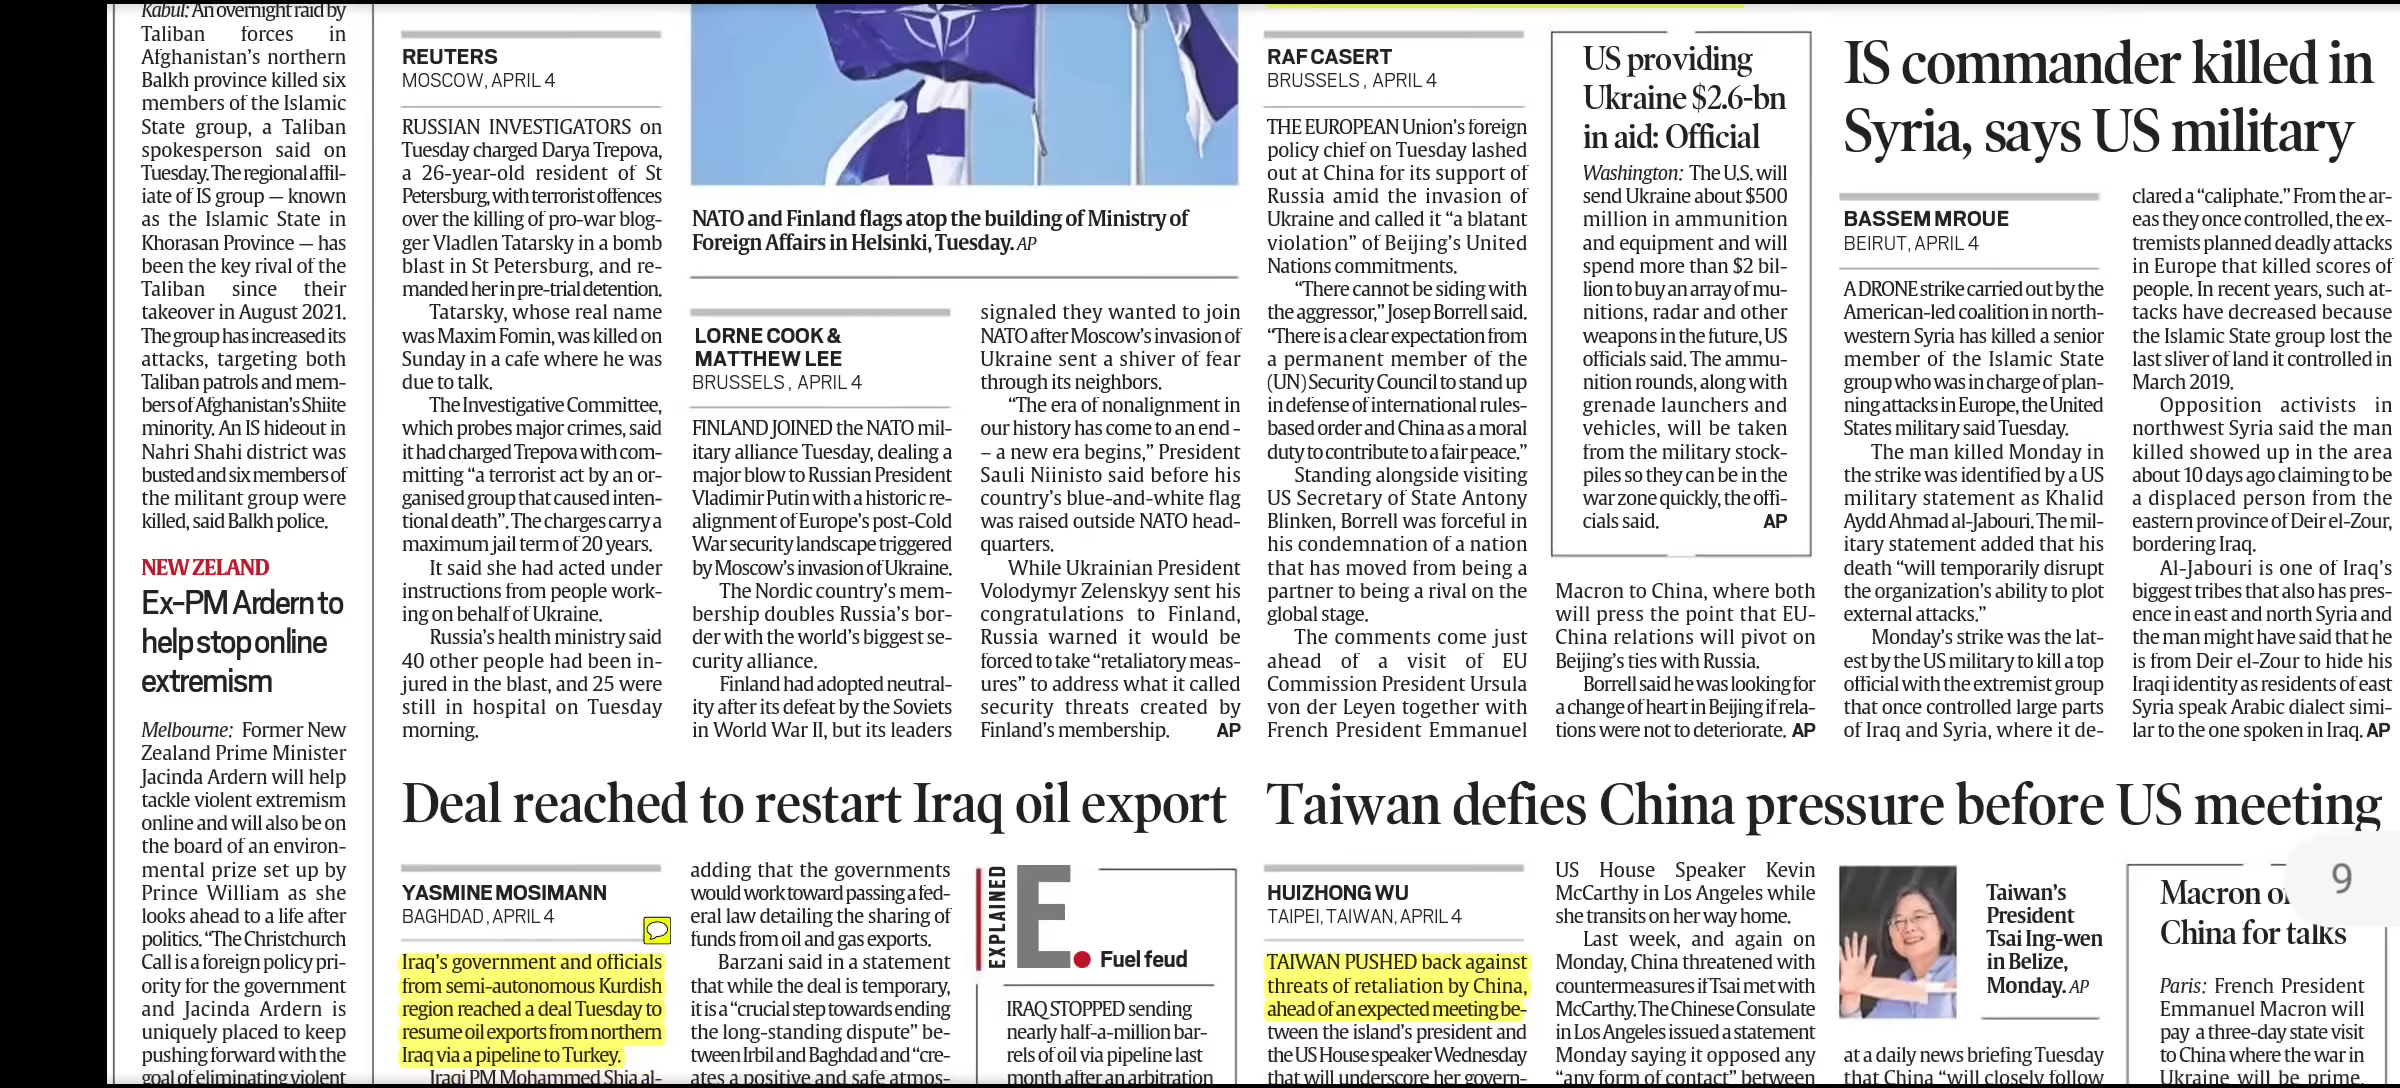 Kabul: An overnight raid by
Taliban forces in
Afghanistan's northern
Balkh province killed six
members of the Islamic
State group, a Taliban
spokesperson said on
Tuesday. The regional affil-
iate of IS group — known
as the Islamic State in
Khorasan Province — has
been the key rival of the
Taliban since their
takeover in August 2021.
The group has increased its
attacks, targeting both
Taliban patrols and mem-
bers of Afghanistan's Shiite
minority. An IS hideout in
Nahri Shahi district was
busted and six members of
the militant group were
killed, said Balkh police.
NEW ZELAND
Ex-PM Ardern to
help stop online
extremism
Melbourne: Former New
Zealand Prime Minister
Jacinda Ardern will help
tackle violent extremism
online and will also be on
the board of an environ-
mental prize set up by
Prince William as she
looks ahead to a life after
politics. "The Christchurch
Call is a foreign policy pri-
ority for the government
and Jacinda Ardern is
uniquely placed to keep
pushing forward with the
goal of eliminating violent
REUTERS
MOSCOW, APRIL 4
RUSSIAN INVESTIGATORS on
Tuesday charged Darya Trepova,
a 26-year-old resident of St
Petersburg, with terrorist offences
over the killing of pro-war blog-
ger Vladlen Tatarsky in a bomb
blast in St Petersburg, and re-
manded her in pre-trial detention.
Tatarsky, whose real name
was Maxim Fomin, was killed on
Sunday in a cafe where he was
due to talk.
The Investigative Committee,
which probes major crimes, said
it had charged Trepova with com-
mitting "a terrorist act by an or-
ganised group that caused inten-
tional death". The charges carry a
maximum jail term of 20 years.
It said she had acted under
instructions from people work-
ing on behalf of Ukraine.
Russia's health ministry said
40 other people had been in-
jured in the blast, and 25 were
still in hospital on Tuesday
morning.
NATO and Finland flags atop the building of Ministry of
Foreign Affairs in Helsinki, Tuesday. AP
LORNE COOK &
MATTHEW LEE
BRUSSELS, APRIL 4
FINLAND JOINED the NATO mil-
itary alliance Tuesday, dealing a
major blow to Russian President
Vladimir Putin with a historic re-
alignment of Europe's post-Cold
War security landscape triggered
by Moscow's invasion of Ukraine.
The Nordic country's mem-
bership doubles Russia's bor-
der with the world's biggest se-
curity alliance.
Finland had adopted neutral-
ity after its defeat by the Soviets
in World War II, but its leaders
signaled they wanted to join
NATO after Moscow's invasion of
Ukraine sent a shiver of fear
through its neighbors.
"The era of nonalignment in
our history has come to an end -
– a new era begins," President
Sauli Niinisto said before his
country's blue-and-white flag
was raised outside NATO head-
quarters.
While Ukrainian President
Volodymyr Zelenskyy sent his
congratulations to Finland,
Russia warned it would be
forced to take "retaliatory meas-
ures" to address what it called
security threats created by
Finland's membership. AP
RAF CASERT
BRUSSELS, APRIL 4
THE EUROPEAN Union's foreign
policy chief on Tuesday lashed
out at China for its support of
Russia amid the invasion of
Ukraine and called it "a blatant
violation" of Beijing's United
Nations commitments.
"There cannot be siding with
the aggressor," Josep Borrell said.
"There is a clear expectation from
a permanent member of the
(UN) Security Council to stand up
in defense of international rules-
based order and China as a moral
duty to contribute to a fair peace."
Standing alongside visiting
US Secretary of State Antony
Blinken, Borrell was forceful in
his condemnation of a nation
that has moved from being a
partner to being a rival on the
global stage.
The comments come just
ahead of a visit of EU
Commission President Ursula
von der Leyen together with
French President Emmanuel
Macron to China, where both
will press the point that EU-
China relations will pivot on
Beijing's ties with Russia.
Borrell said he was looking for
a change of heart in Beijing if rela-
tions were not to deteriorate. AP
US providing
Ukraine $2.6-bn
in aid: Official
Washington: The U.S. will
send Ukraine about $500
million in ammunition
and equipment and will
spend more than $2 bil-
lion to buy an array of mu-
nitions, radar and other
weapons in the future, US
officials said. The ammu-
nition rounds, along with
grenade launchers and
vehicles, will be taken
from the military stock-
piles so they can be in the
war zone quickly, the offi-
cials said. AP
IS commander killed in
Syria, says US military
BASSEM MROUE
BEIRUT, APRIL 4
A DRONE strike carried out by the
American-led coalition in north-
western Syria has killed a senior
member of the Islamic State
group who was in charge of plan-
ning attacks in Europe, the United
States military said Tuesday.
The man killed Monday in
the strike was identified by a US
military statement as Khalid
Aydd Ahmad al-Jabouri. The mil-
itary statement added that his
death "will temporarily disrupt
the organization's ability to plot
external attacks."
Monday's strike was the lat-
est by the US military to kill a top
official with the extremist group
that once controlled large parts
of Iraq and Syria, where it de-
clared a "caliphate." From the ar-
eas they once controlled, the ex-
tremists planned deadly attacks
in Europe that killed scores of
people. In recent years, such at-
tacks have decreased because
the Islamic State group lost the
last sliver of land it controlled in
March 2019.
Opposition activists in
northwest Syria said the man
killed showed up in the area
about 10 days ago claiming to be
a displaced person from the
eastern province of Deir el-Zour,
bordering Iraq.
Al-Jabouri is one of Iraq's
biggest tribes that also has pres-
ence in east and north Syria and
the man might have said that he
is from Deir el-Zour to hide his
Iraqi identity as residents of east
Syria speak Arabic dialect simi-
lar to the one spoken in Iraq. AP
Deal reached to restart Iraq oil export
YASMINE MOSIMANN
BAGHDAD, APRIL 4
Iraq's government and officials
from semi-autonomous Kurdish
region reached a deal Tuesday to
resume oil exports from northern
Iraq via a pipeline to Turkey.
Iraqi PM Mohammed Shia al-
adding that the governments
would work toward passing a fed-
eral law detailing the sharing of
funds from oil and gas exports.
Barzani said in a statement
that while the deal is temporary,
it is a "crucial step towards ending
the long-standing dispute" be-
tween Irbil and Baghdad and "cre-
ates a positive and safe atmos-
EXPLAINED
E.
Fuel feud
IRAQ STOPPED sending
nearly half-a-million bar-
rels of oil via pipeline last
month after an arbitration
Taiwan defies China pressure before US meeting
HUIZHONG WU
TAIPEI, TAIWAN, APRIL 4
TAIWAN PUSHED back against
threats of retaliation by China,
ahead of an expected meeting be-
tween the island's president and
the US House speaker Wednesday
that will underscore her govern-
US House Speaker Kevin
McCarthy in Los Angeles while
she transits on her way home.
Last week, and again on
Monday, China threatened with
countermeasures if Tsai met with
McCarthy. The Chinese Consulate
in Los Angeles issued a statement
Monday saying it opposed any
"any form of contact" between
Taiwan's
President
Tsai Ing-wen
in Belize,
Monday. AP
at a daily news briefing Tuesday
that China "will closely follow
Macron
China for talks
Paris: French President
Emmanuel Macron will
pay a three-day state visit
to China where the war in
Ukraine will be prime
9